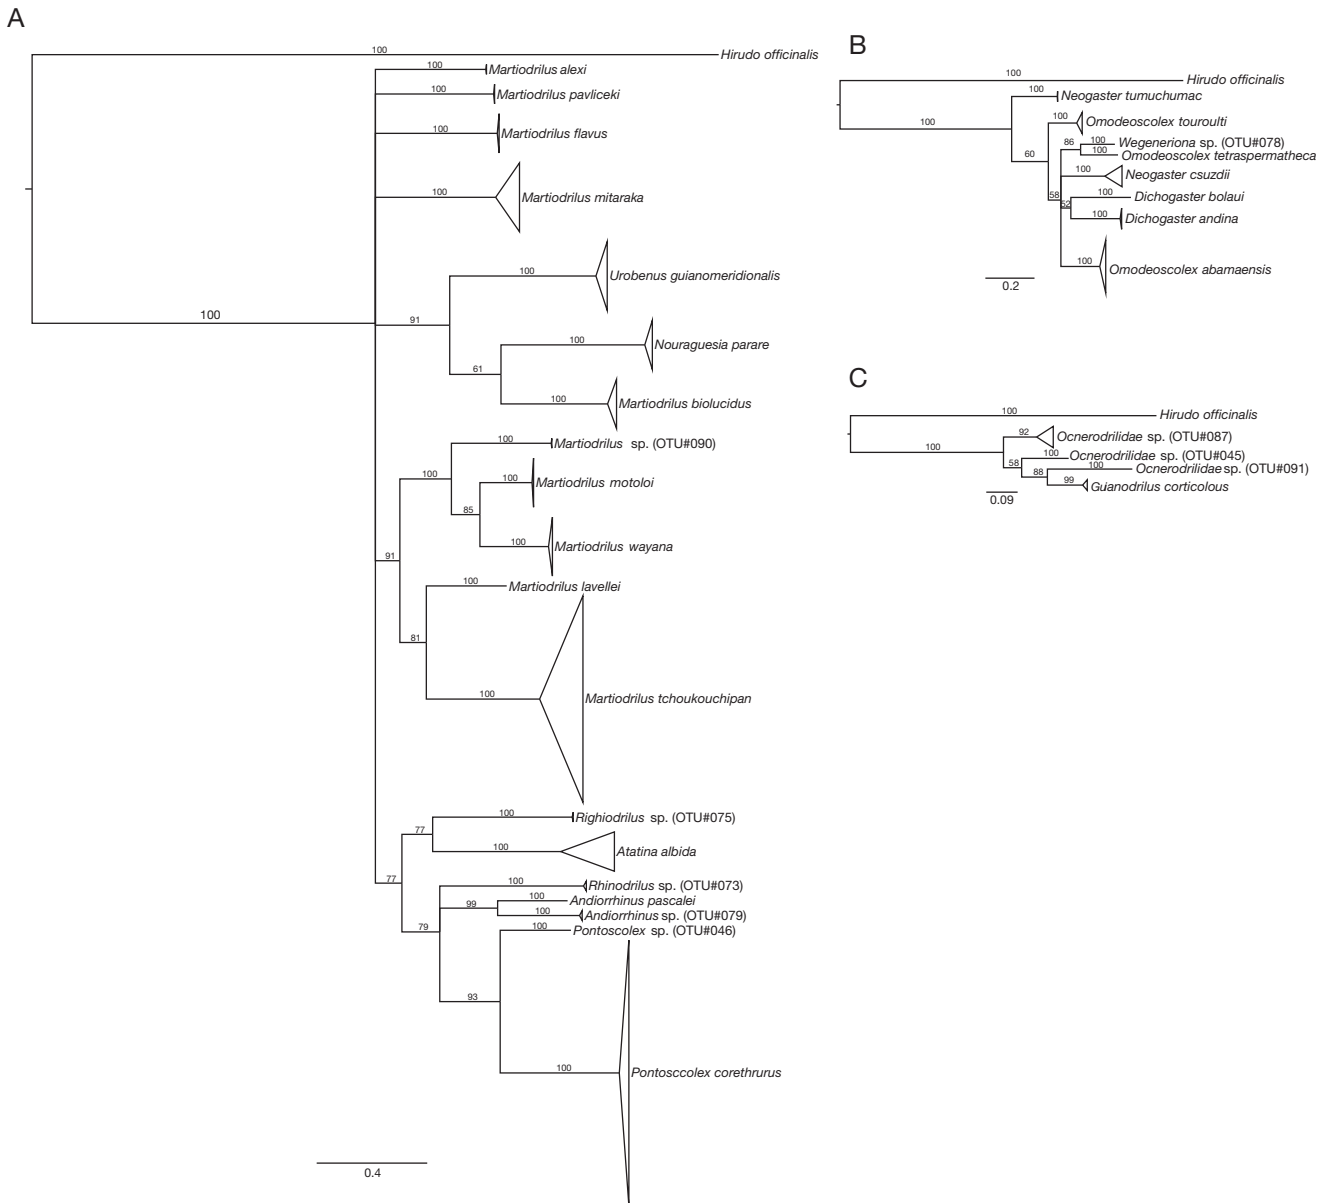 A
100
Hirudo officinalis
100
Martiodrilus alexi
100
Martiodrilus pavliceki
100
Martiodrilus flavus
100
Martiodrilus mitaraka
100
Urobenus guianomeridionalis
100
91
100
Nouraguesia parare
61
100
Martiodrilus biolucidus
100
Martiodrilus sp. (OTU#090)
100
100
Martiodrilus motoloi
85
100
Martiodrilus wayana
91
100
Martiodrilus lavellei
81
100
Martiodrilus tchoukouchipan
100
Righiodrilus sp. (OTU#075)
77
100
Atatina albida
77
100
Rhinodrilus sp. (OTU#073)
100
Andiorrhinus pascalei
99
100
Andiorrhinus sp. (OTU#079)
79
100
Pontoscolex sp. (OTU#046)
93
100
Pontosccolex corethrurus
0.4
B
100
Hirudo officinalis
100
Neogaster tumuchumac
100
100
Omodeoscolex touroulti
60
86
100
Wegeneriona sp. (OTU#078)
100
Omodeoscolex tetraspermatheca
100
Neogaster csuzdii
58
100
Dichogaster bolaui
52
100
Dichogaster andina
100
Omodeoscolex abamaensis
0.2
C
100
Hirudo officinalis
92
Ocnerodrilidae sp. (OTU#087)
100
100
Ocnerodrilidae sp. (OTU#045)
58
100
Ocnerodrilidae sp. (OTU#091)
88
99
Guianodrilus corticolous
0.09